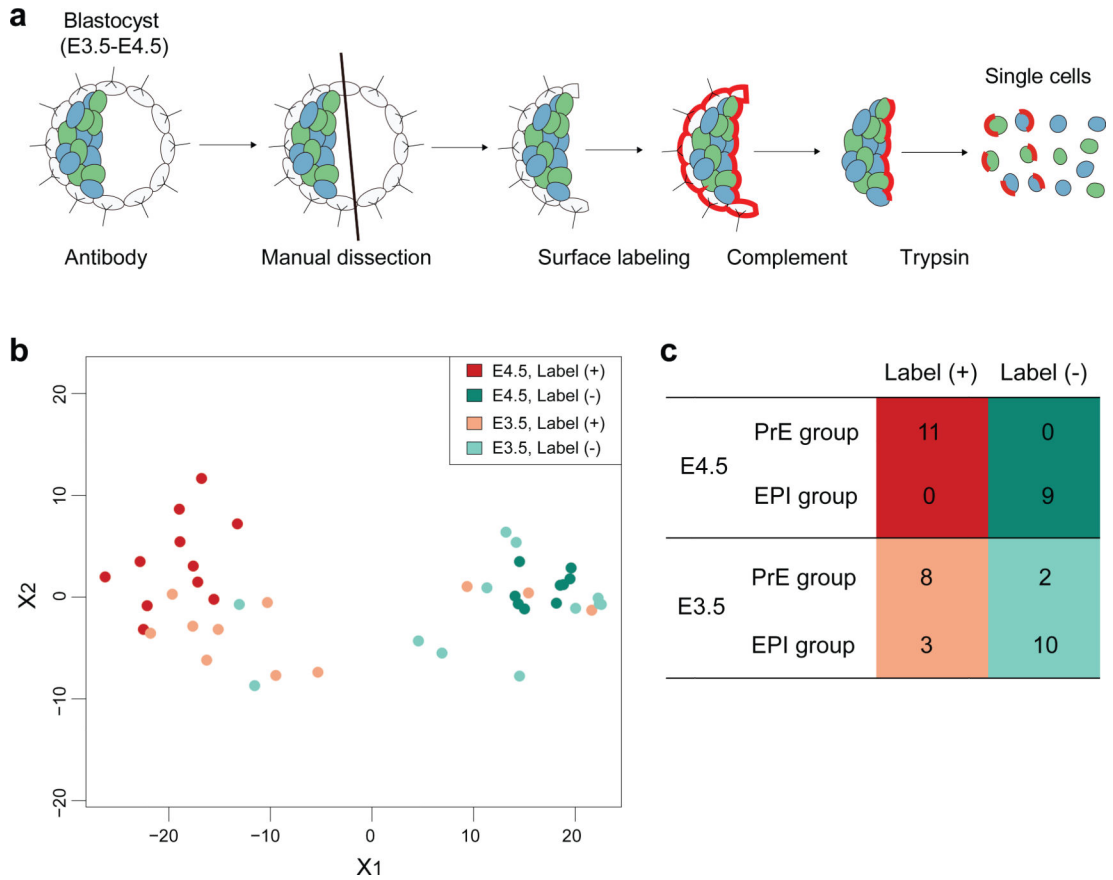 a
Blastocyst
(E3.5-E4.5)
Single cells
Antibody
Manual dissection
Surface labeling
Complement
Trypsin
b
E4.5, Label (+)
E4.5, Label (-)
E3.5, Label (+)
E3.5, Label (-)
20
10
0
−10
−20
X2
−20
−10
0
10
20
X1
c
Label (+) Label (-)
E4.5
PrE group 11 0
EPI group 0 9
E3.5
PrE group 8 2
EPI group 3 10